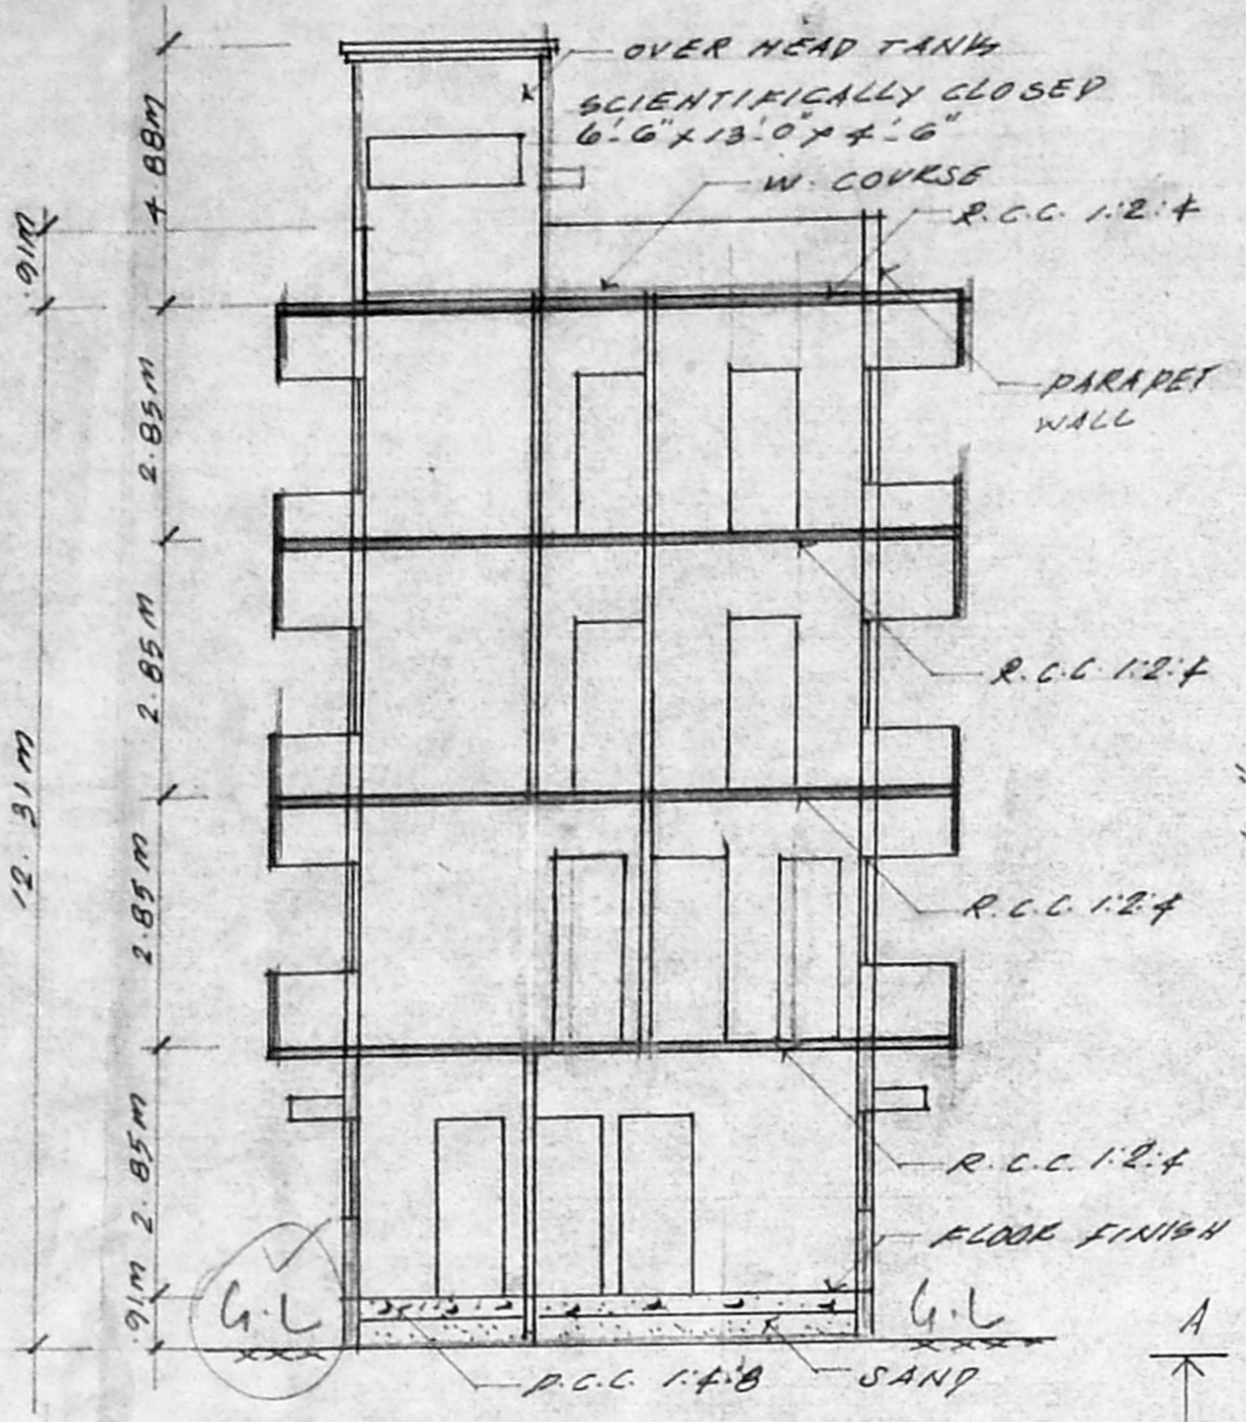 OVER HEAD TANK
SCIENTIFICALLY CLOSED
6'-6" x 13'-0" x 4'-6"
W. COURSE
R.C.C. 1:2:4
PARAPET
WALL
R.C.C. 1:2:4
R.C.C. 1:2:4
R.C.C. 1:2:4
FLOOR FINISH
G.L
G.L
P.C.C. 1:4:8
SAND
A
4.88M
.91M
2.85M
2.85M
2.85M
2.85M
.91M
12.31M